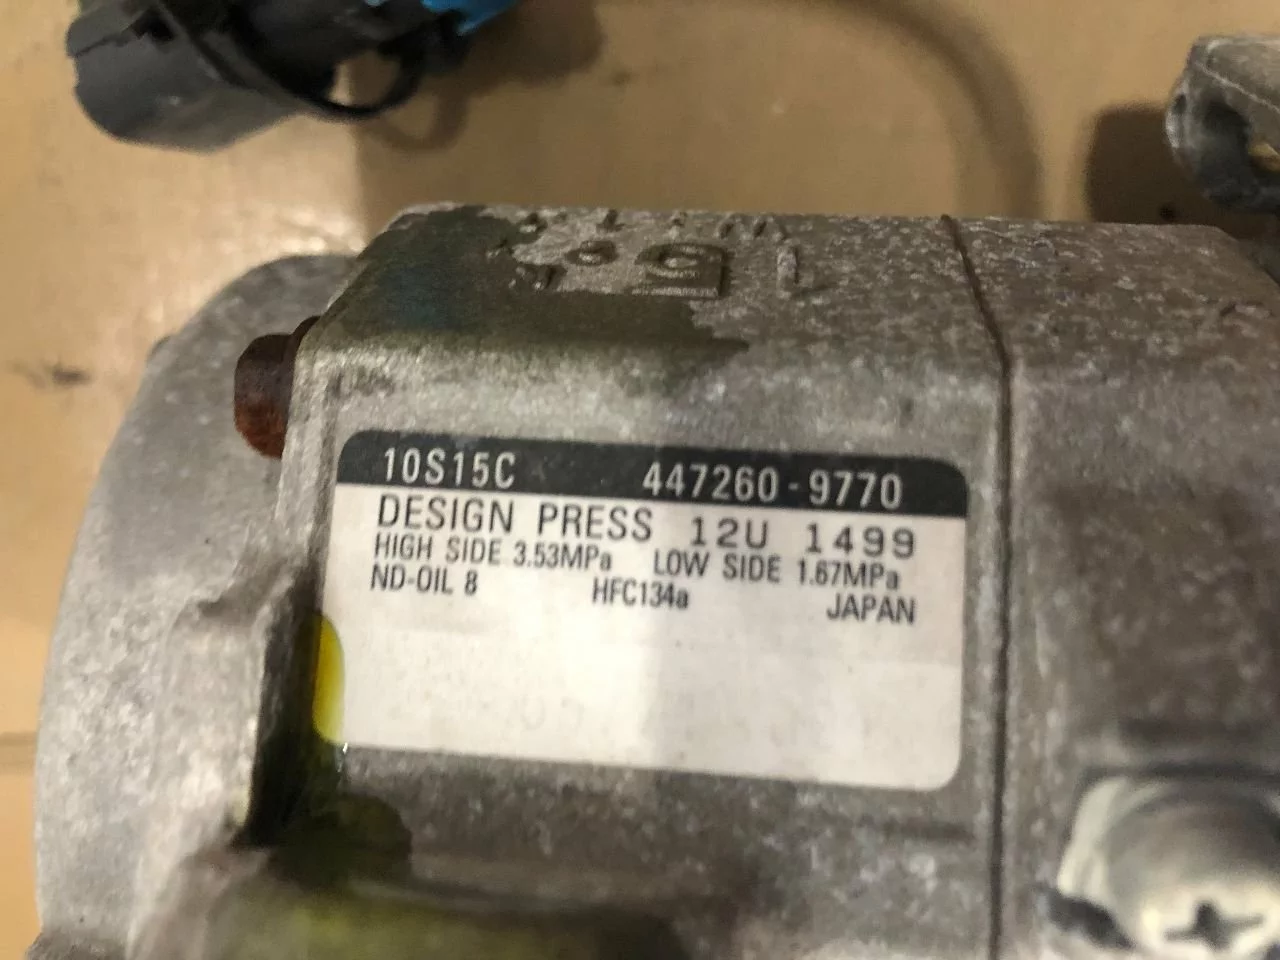 10S15C 447260-9770
DESIGN PRESS 12U 1499
HIGH SIDE 3.53MPa LOW SIDE 1.67MPa
ND-OIL 8 HFC134a JAPAN